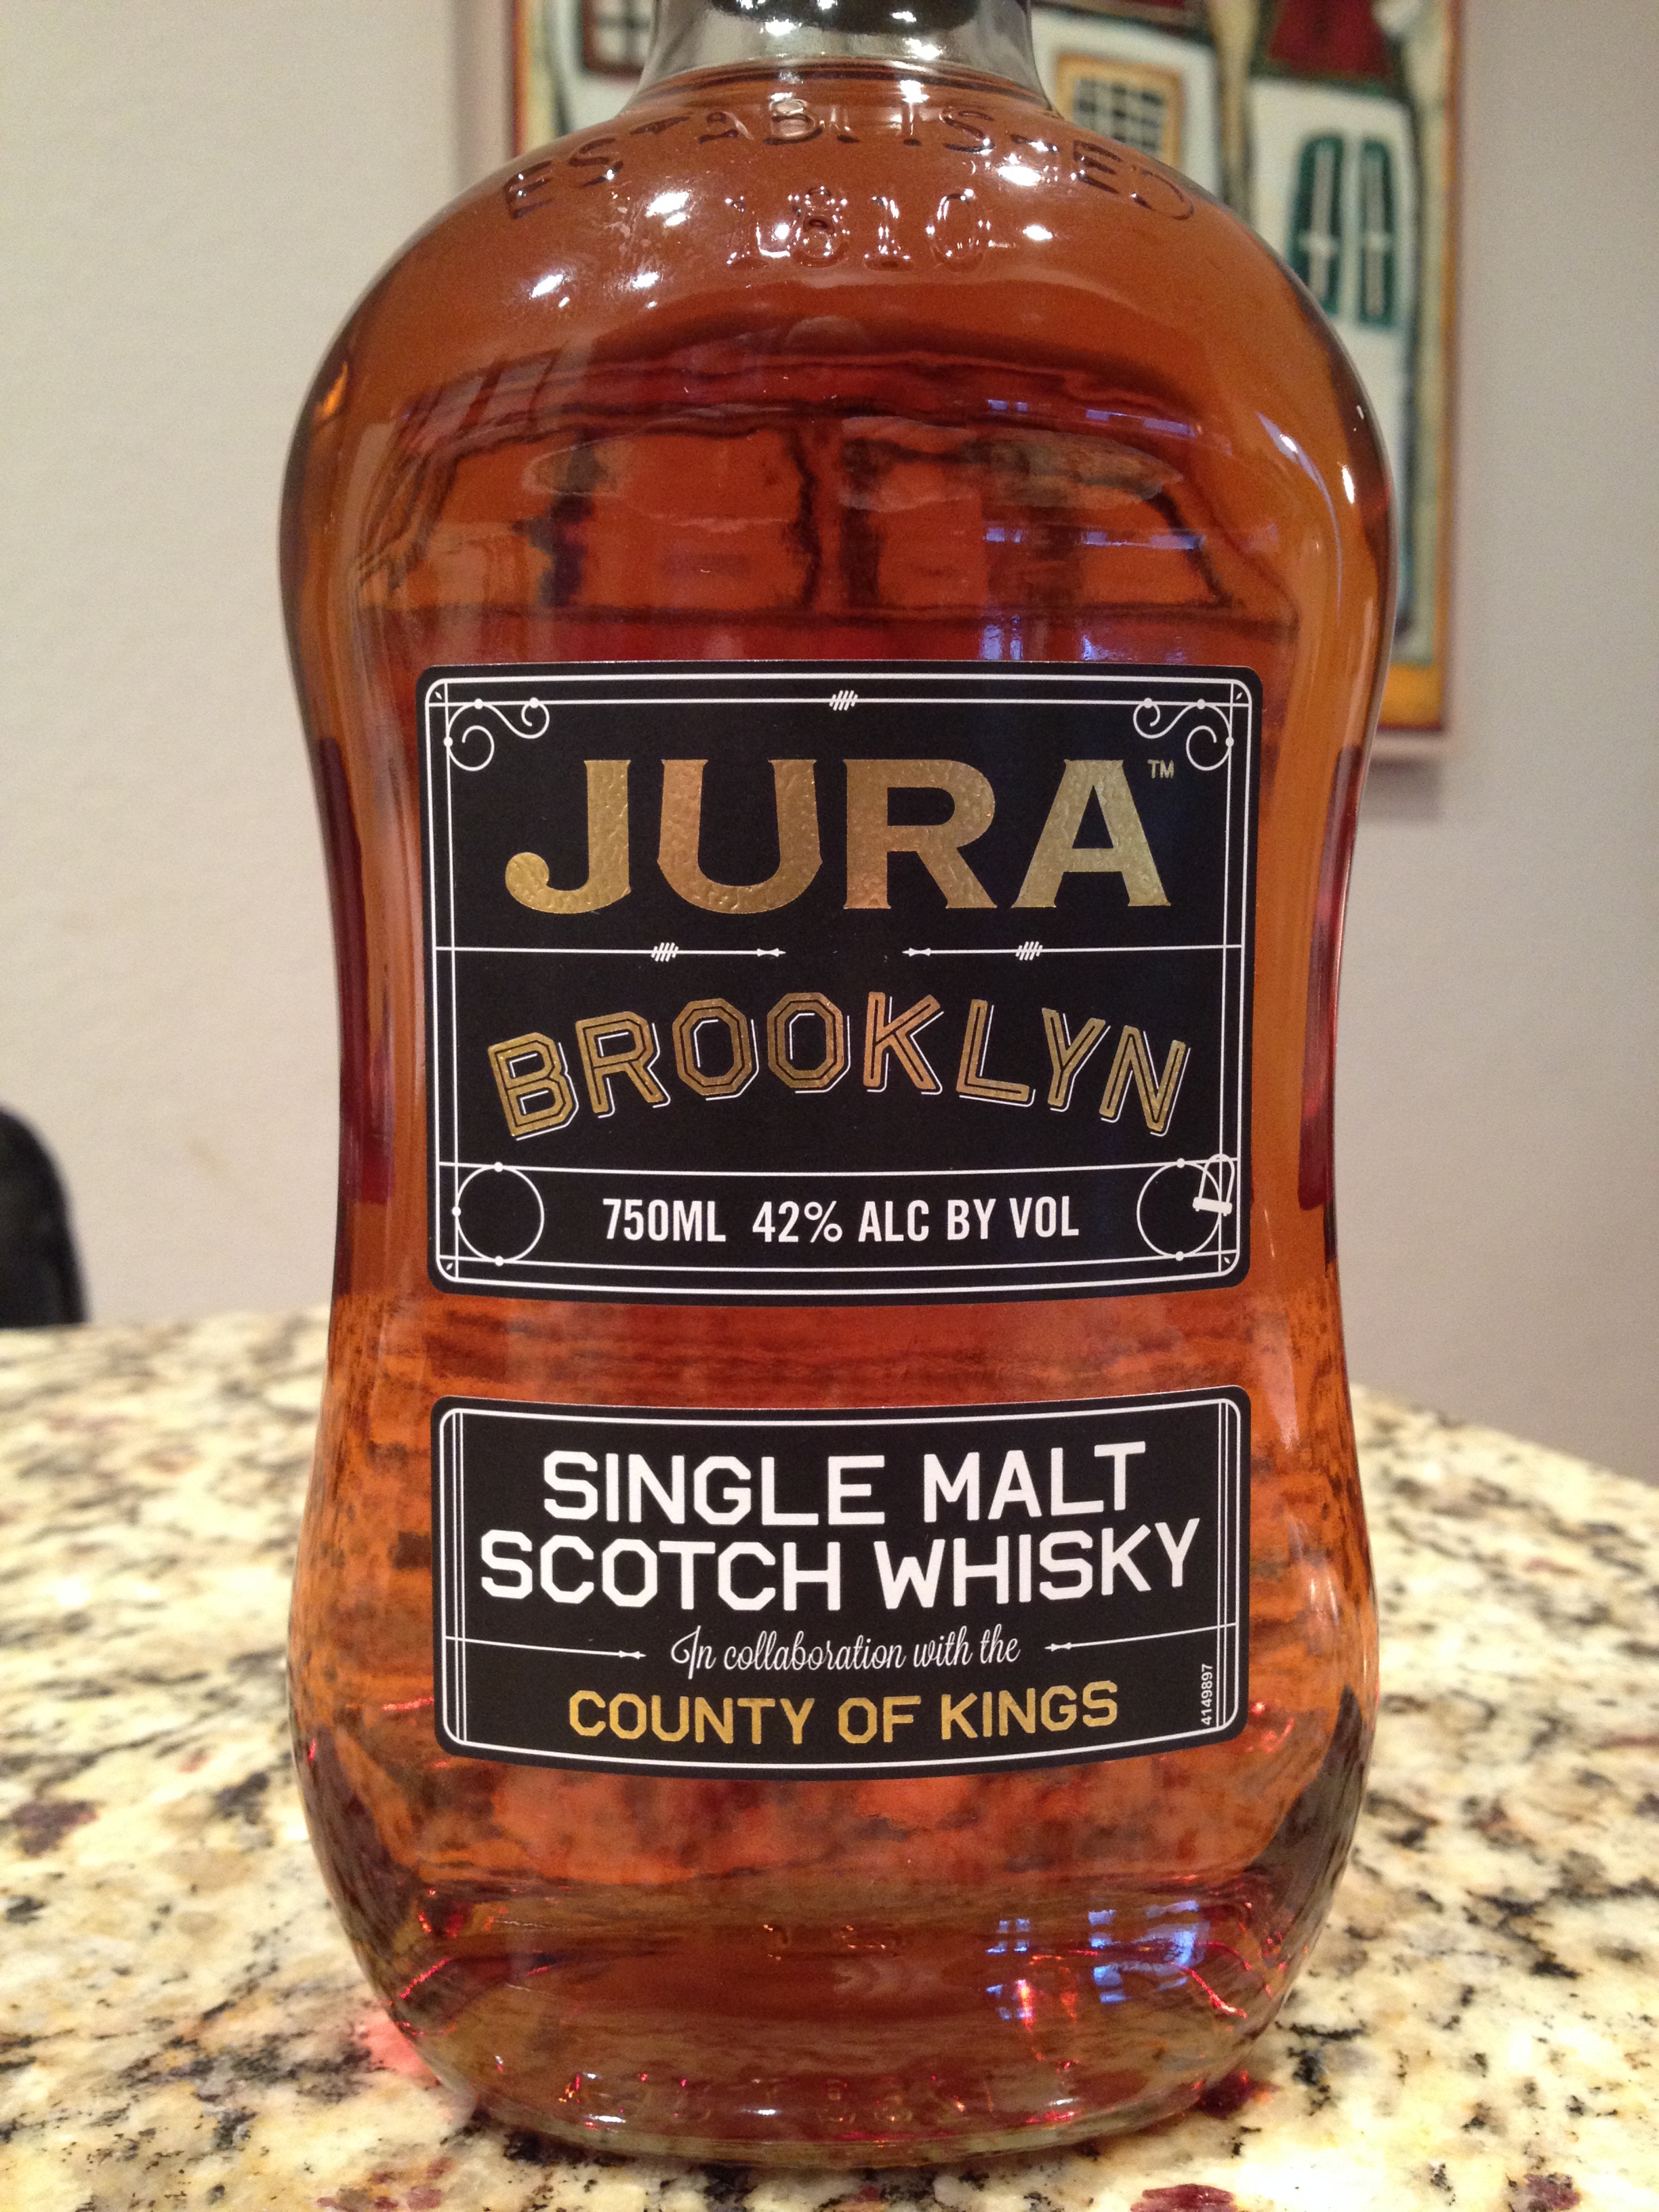 ESTABLISHED
1810
JURA™
BROOKLYN
750ML 42% ALC BY VOL
SINGLE MALT
SCOTCH WHISKY
In collaboration with the
COUNTY OF KINGS
4149897